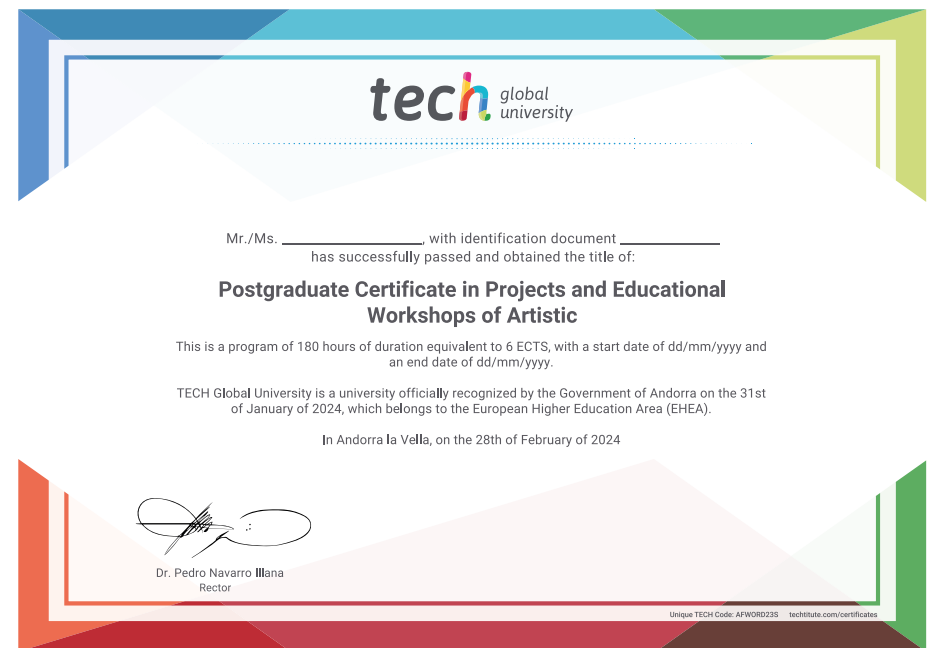 tech global
university
Mr./Ms. ________________, with identification document ____________
has successfully passed and obtained the title of:
Postgraduate Certificate in Projects and Educational
Workshops of Artistic
This is a program of 180 hours of duration equivalent to 6 ECTS, with a start date of dd/mm/yyyy and
an end date of dd/mm/yyyy.
TECH Global University is a university officially recognized by the Government of Andorra on the 31st
of January of 2024, which belongs to the European Higher Education Area (EHEA).
In Andorra la Vella, on the 28th of February of 2024
Dr. Pedro Navarro Illana
Rector
Unique TECH Code: AFWORD23S techtitute.com/certificates